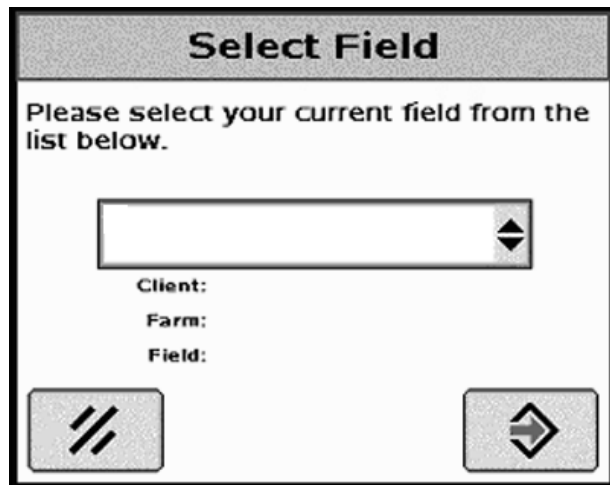 Select Field
Please select your current field from the
list below.
Client:
Farm:
Field: